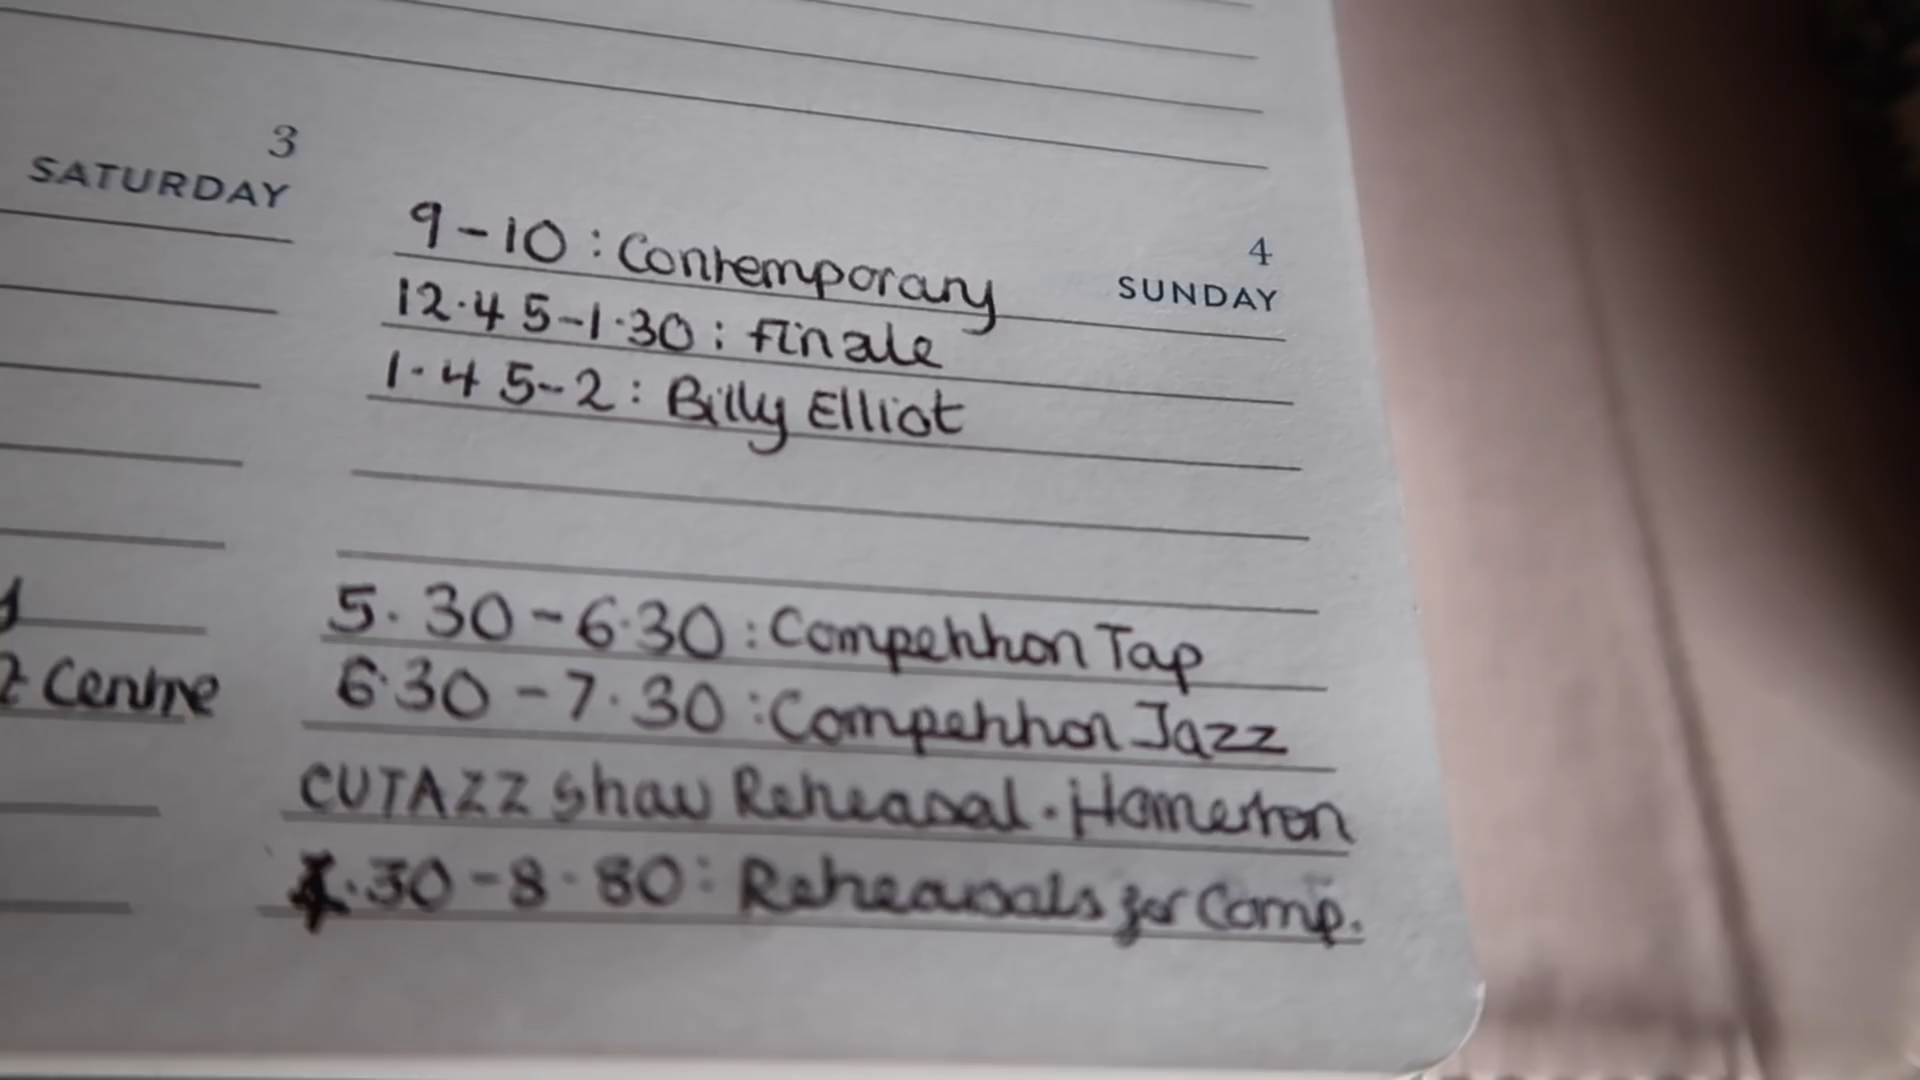 3
SATURDAY
4
SUNDAY
9-10 : Contemporary
12.45-1.30 : Finale
1.45-2 : Billy Elliot
5.30-6.30 : Competition Tap
Centre
6.30-7.30 : Competition Jazz
CUTAZZ Show Rehearsal. Homerton
.30-8.30: Rehearsals for Comp.